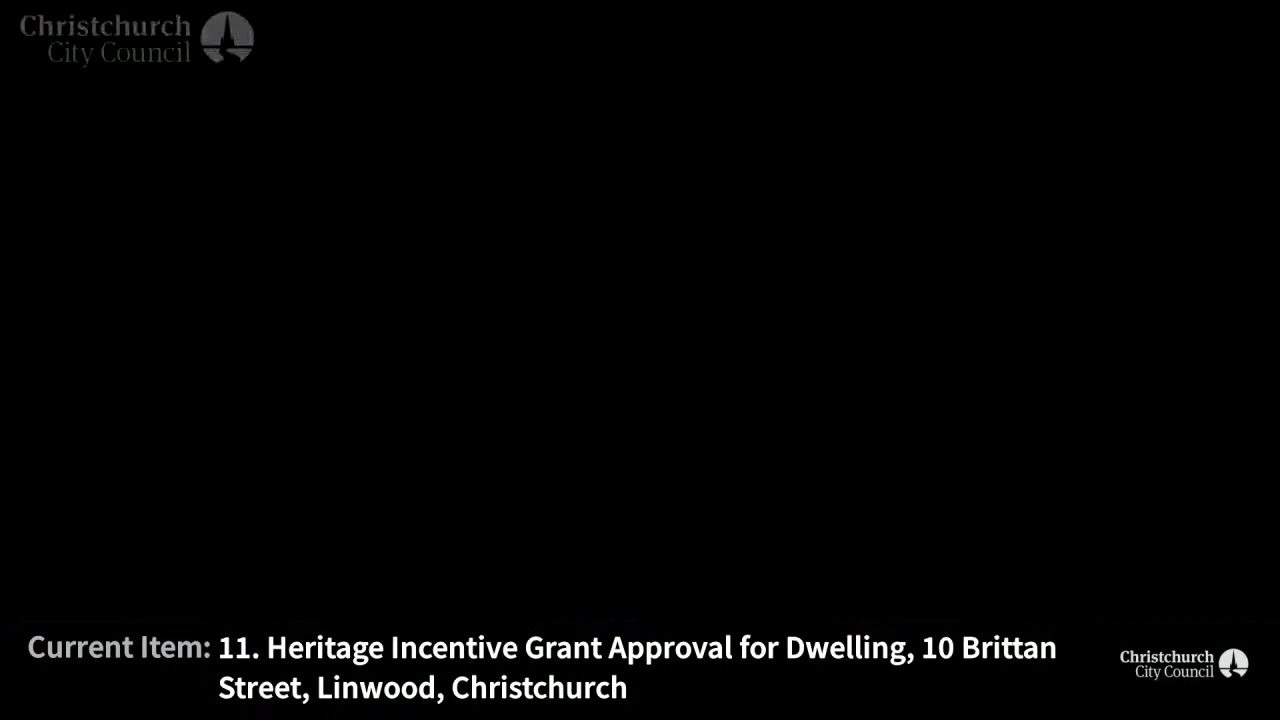 Christchurch
City Council
Current Item: 11. Heritage Incentive Grant Approval for Dwelling, 10 Brittan
Street, Linwood, Christchurch
Christchurch
City Council